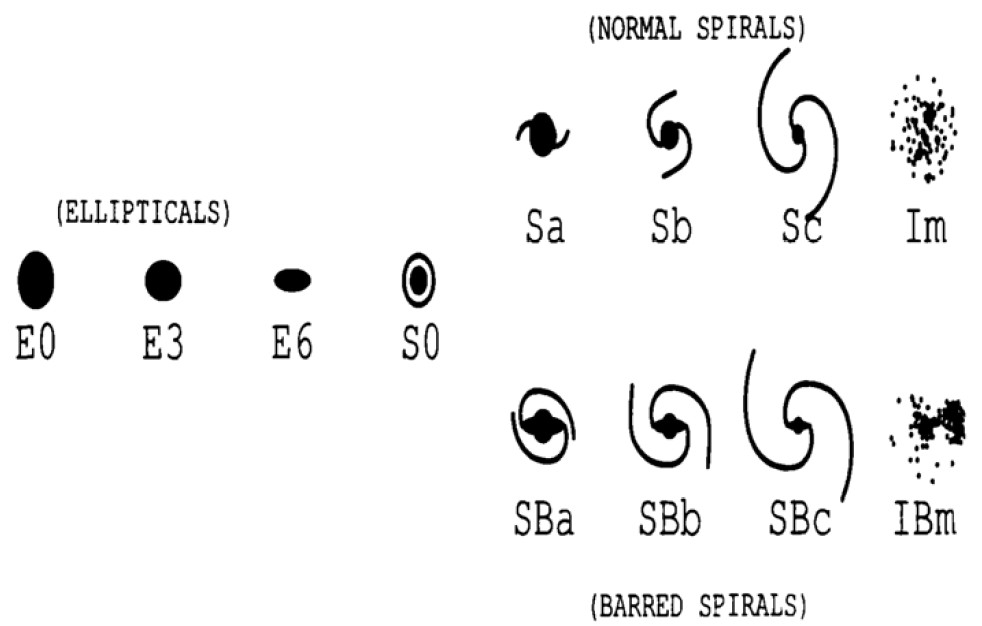 (NORMAL SPIRALS)
Sa Sb Sc Im
(ELLIPTICALS)
E0 E3 E6 S0
SBa SBb SBc IBm
(BARRED SPIRALS)